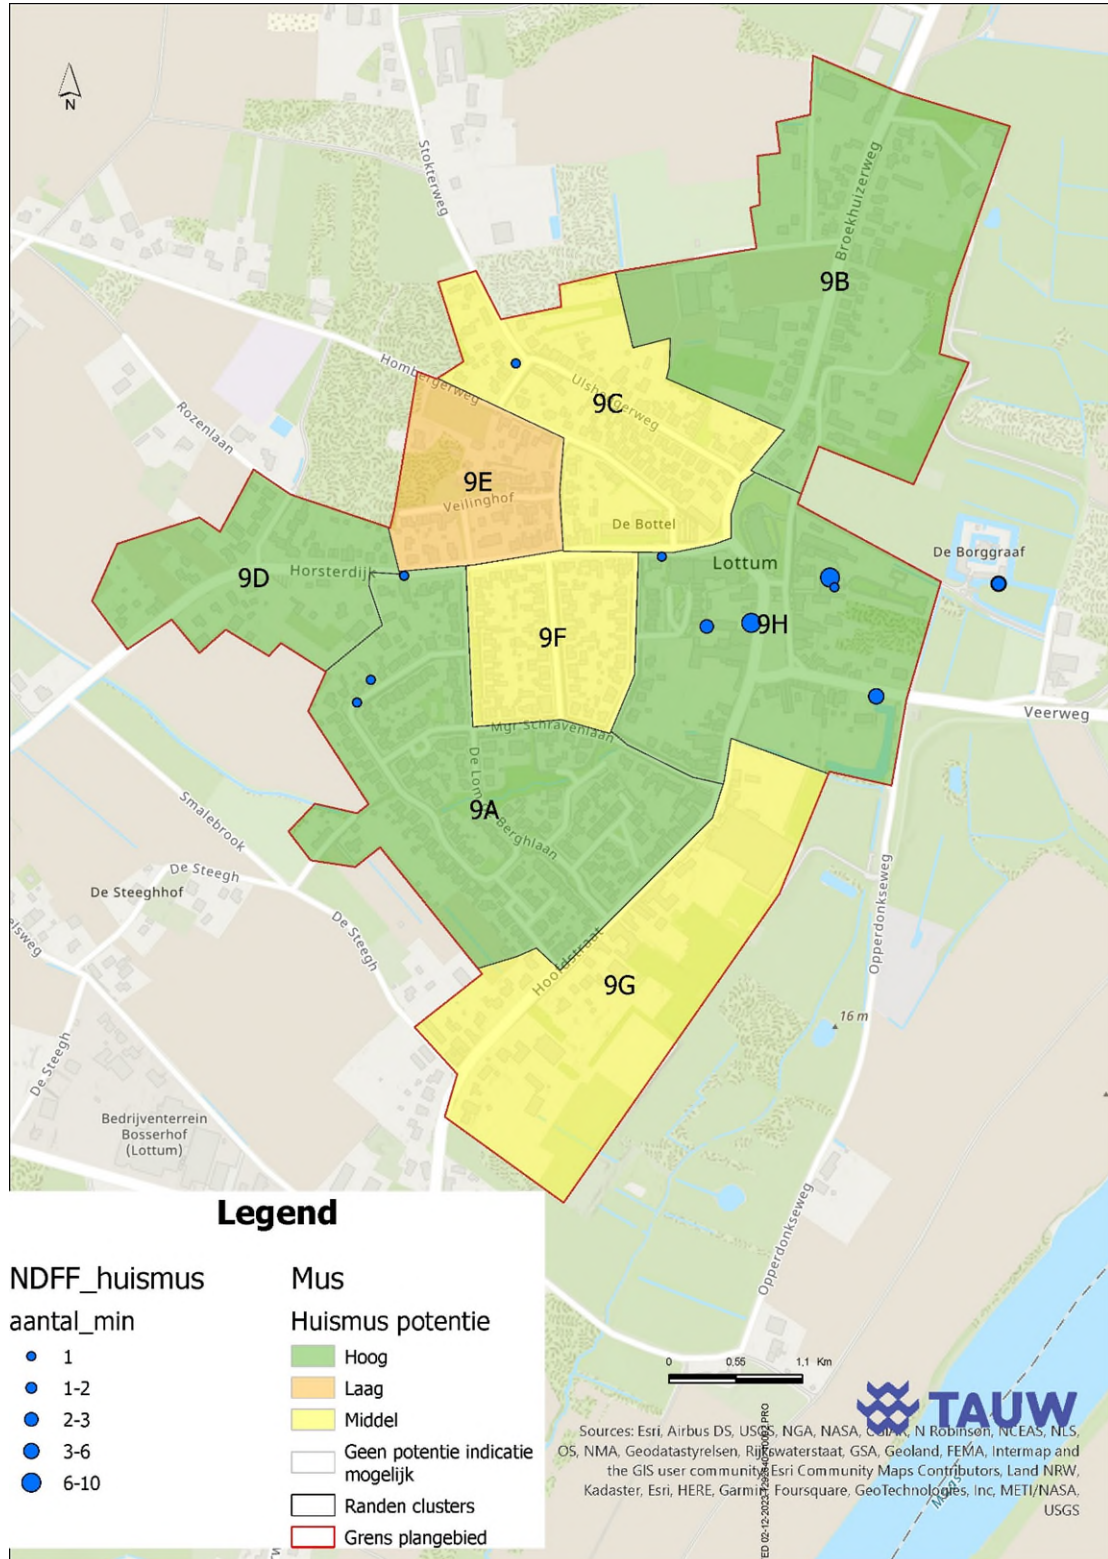 N
Stokterweg
Broekhuizerweg
9B
Hombergerweg
Ulsbergerweg
9C
Rozenlaan
9E
Veilinghof
De Bottel
De Borggraaf
Lottum
9D
Horsterdijk
9H
9F
Veerweg
Mgr Schravenlaan
De Lom
Berghlaan
9A
Smalebrook
De Steegh
De Steeghhof
De Steegh
elsweg
Hoofdstraat
9G
Opperdonkseweg
16 m
De Steegh
Bedrijventerrein
Bosserhof
(Lottum)
Opperdonkseweg
Legend
NDFF_huismus
aantal_min
1
1-2
2-3
3-6
6-10
Mus
Huismus potentie
Hoog
Laag
Middel
Geen potentie indicatie
mogelijk
Randen clusters
Grens plangebied
0 0,55 1,1 Km
TAUW
Sources: Esri, Airbus DS, USGS, NGA, NASA, CGIAR, N Robinson, NCEAS, NLS,
OS, NMA, Geodatastyrelsen, Rijkswaterstaat, GSA, Geoland, FEMA, Intermap and
the GIS user community, Esri Community Maps Contributors, Land NRW,
Kadaster, Esri, HERE, Garmin, Foursquare, GeoTechnologies, Inc, METI/NASA,
USGS